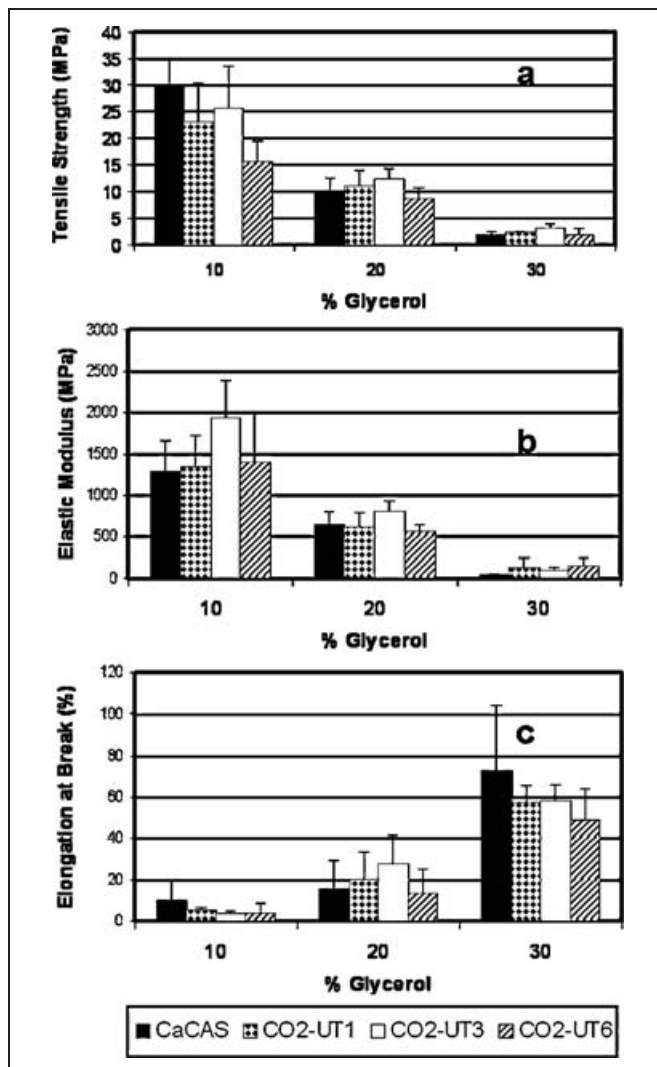 Tensile Strength (MPa)
40
35
30
25
20
15
10
5
0
a
10 20 30
% Glycerol
Elastic Modulus (MPa)
3000
2500
2000
1500
1000
500
0
b
10 20 30
% Glycerol
Elongation at Break (%)
120
100
80
60
40
20
0
c
10 20 30
% Glycerol
CaCAS CO2-UT1 CO2-UT3 CO2-UT6